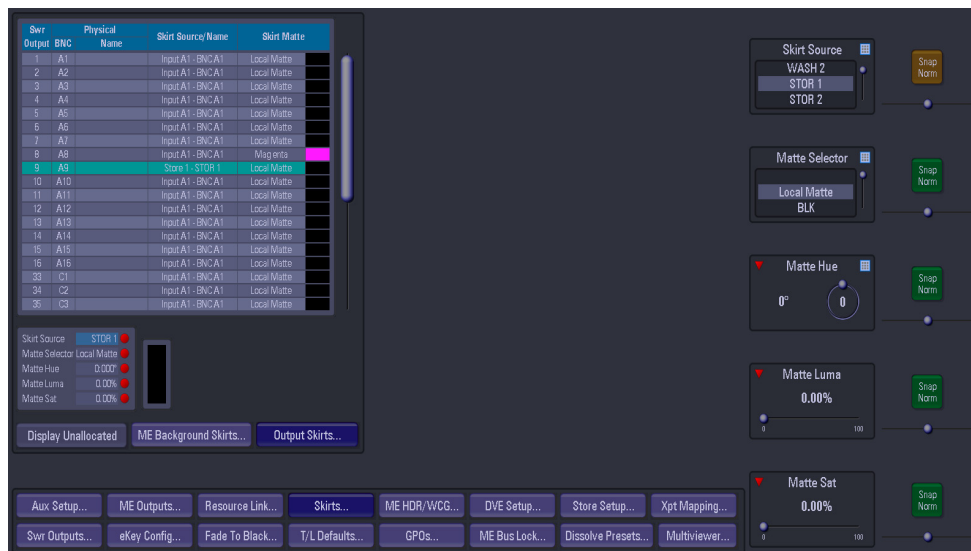 Swr Output BNC Physical Name Skirt Source/Name Skirt Matte
1 A1 Input A1 - BNC A1 Local Matte
2 A2 Input A1 - BNC A1 Local Matte
3 A3 Input A1 - BNC A1 Local Matte
4 A4 Input A1 - BNC A1 Local Matte
5 A5 Input A1 - BNC A1 Local Matte
6 A6 Input A1 - BNC A1 Local Matte
7 A7 Input A1 - BNC A1 Local Matte
8 A8 Input A1 - BNC A1 Magenta
9 A9 Store 1 - STOR 1 Local Matte
10 A10 Input A1 - BNC A1 Local Matte
11 A11 Input A1 - BNC A1 Local Matte
12 A12 Input A1 - BNC A1 Local Matte
13 A13 Input A1 - BNC A1 Local Matte
14 A14 Input A1 - BNC A1 Local Matte
15 A15 Input A1 - BNC A1 Local Matte
16 A16 Input A1 - BNC A1 Local Matte
33 C1 Input A1 - BNC A1 Local Matte
34 C2 Input A1 - BNC A1 Local Matte
35 C3 Input A1 - BNC A1 Local Matte
Skirt Source STOR 1
Matte Selector Local Matte
Matte Hue 0:000°
Matte Luma 0.00%
Matte Sat 0.00%
Display Unallocated ME Background Skirts... Output Skirts...
Skirt Source
WASH 2
STOR 1
STOR 2
Snap Norm
Matte Selector
Local Matte
BLK
Snap Norm
Matte Hue
0° 0
Snap Norm
Matte Luma
0.00%
0 100
Snap Norm
Matte Sat
0.00%
0 100
Snap Norm
Aux Setup... ME Outputs... Resource Link... Skirts... ME HDR/WCG... DVE Setup... Store Setup... Xpt Mapping...
Swr Outputs... eKey Config... Fade To Black... T/L Defaults... GPOs... ME Bus Lock... Dissolve Presets... Multiviewer...